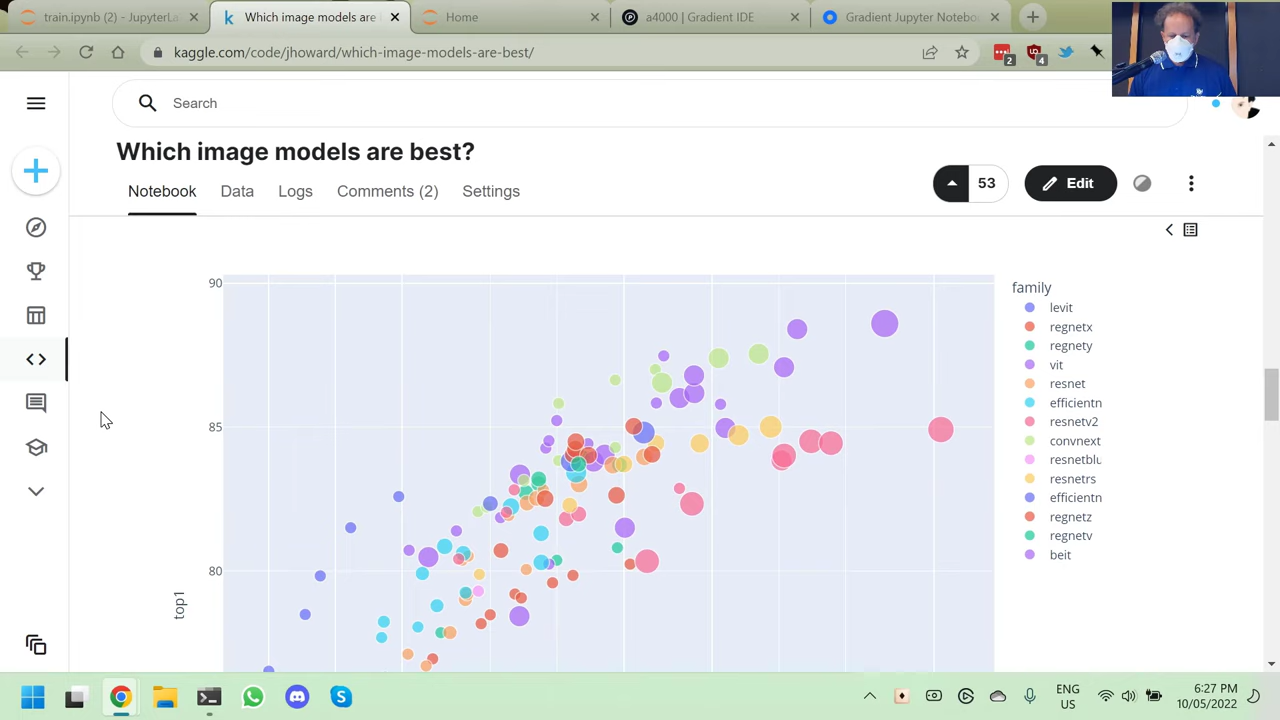 train.ipynb (2) - JupyterLa
Which image models are
Home
a4000 | Gradient IDE
Gradient Jupyter Notebo
kaggle.com/code/jhoward/which-image-models-are-best/
2
4
Search
Which image models are best?
Notebook
Data
Logs
Comments (2)
Settings
53
Edit
90
85
80
top1
family
levit
regnetx
regnety
vit
resnet
efficientn
resnetv2
convnext
resnetblu
resnetrs
efficientn
regnetz
regnetv
beit
ENG
US
6:27 PM
10/05/2022